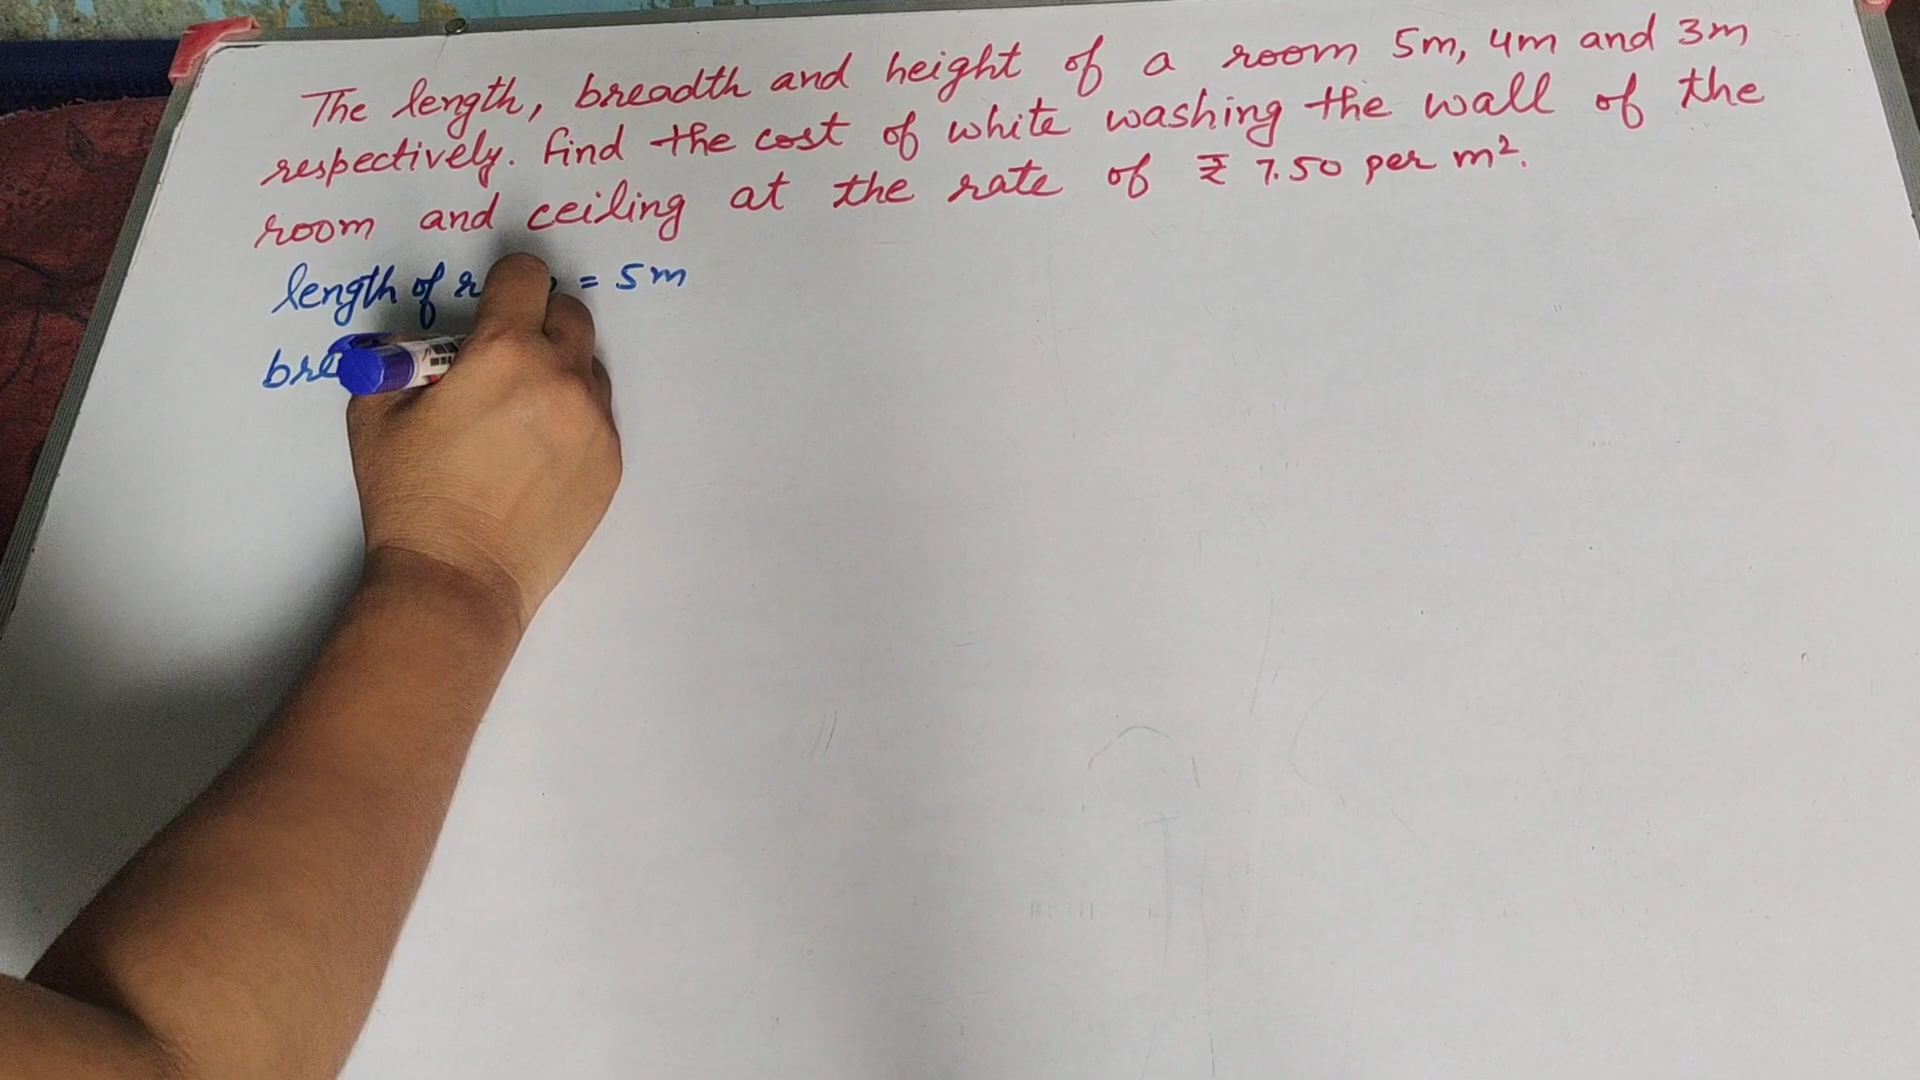 The length, breadth and height of a room 5m, 4m and 3m
respectively. Find the cost of white washing the wall of the
room and ceiling at the rate of ₹ 7.50 per m².
length of = 5m
bre